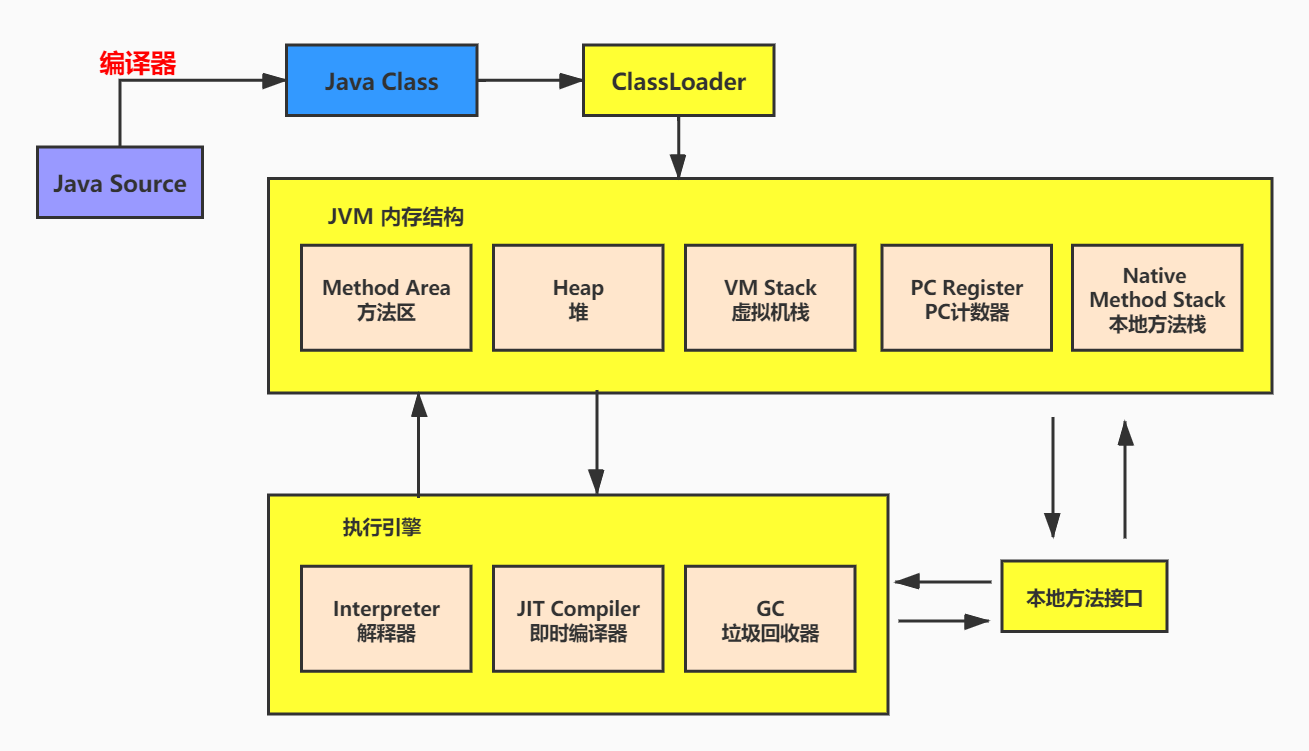 编译器
Java Class
ClassLoader
Java Source
JVM 内存结构
Method Area
方法区
Heap
堆
VM Stack
虚拟机栈
PC Register
PC计数器
Native
Method Stack
本地方法栈
执行引擎
Interpreter
解释器
JIT Compiler
即时编译器
GC
垃圾回收器
本地方法接口